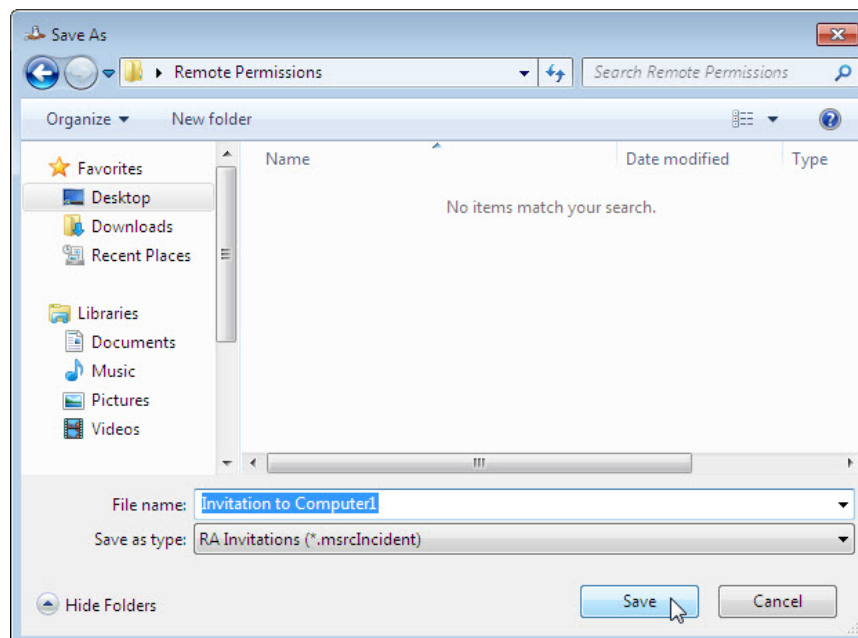 Save As
Remote Permissions
Search Remote Permissions
Organize
New folder
Name
Date modified
Type
No items match your search.
Favorites
Desktop
Downloads
Recent Places
Libraries
Documents
Music
Pictures
Videos
File name: Invitation to Computer1
Save as type: RA Invitations (*.msrcIncident)
Hide Folders
Save
Cancel